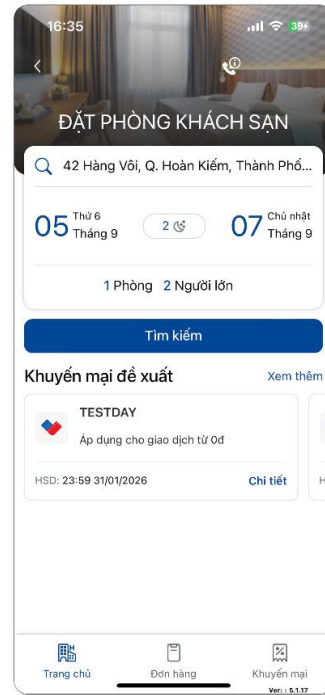 16:35
39+
ĐẶT PHÒNG KHÁCH SẠN
42 Hàng Vôi, Q. Hoàn Kiếm, Thành Phố...
05 Thứ 6 Tháng 9
2
07 Chủ nhật Tháng 9
1 Phòng 2 Người lớn
Tìm kiếm
Khuyến mại đề xuất Xem thêm
TESTDAY
Áp dụng cho giao dịch từ 0đ
HSD: 23:59 31/01/2026 Chi tiết
H
Trang chủ Đơn hàng Khuyến mại
Ver: : 5.1.17